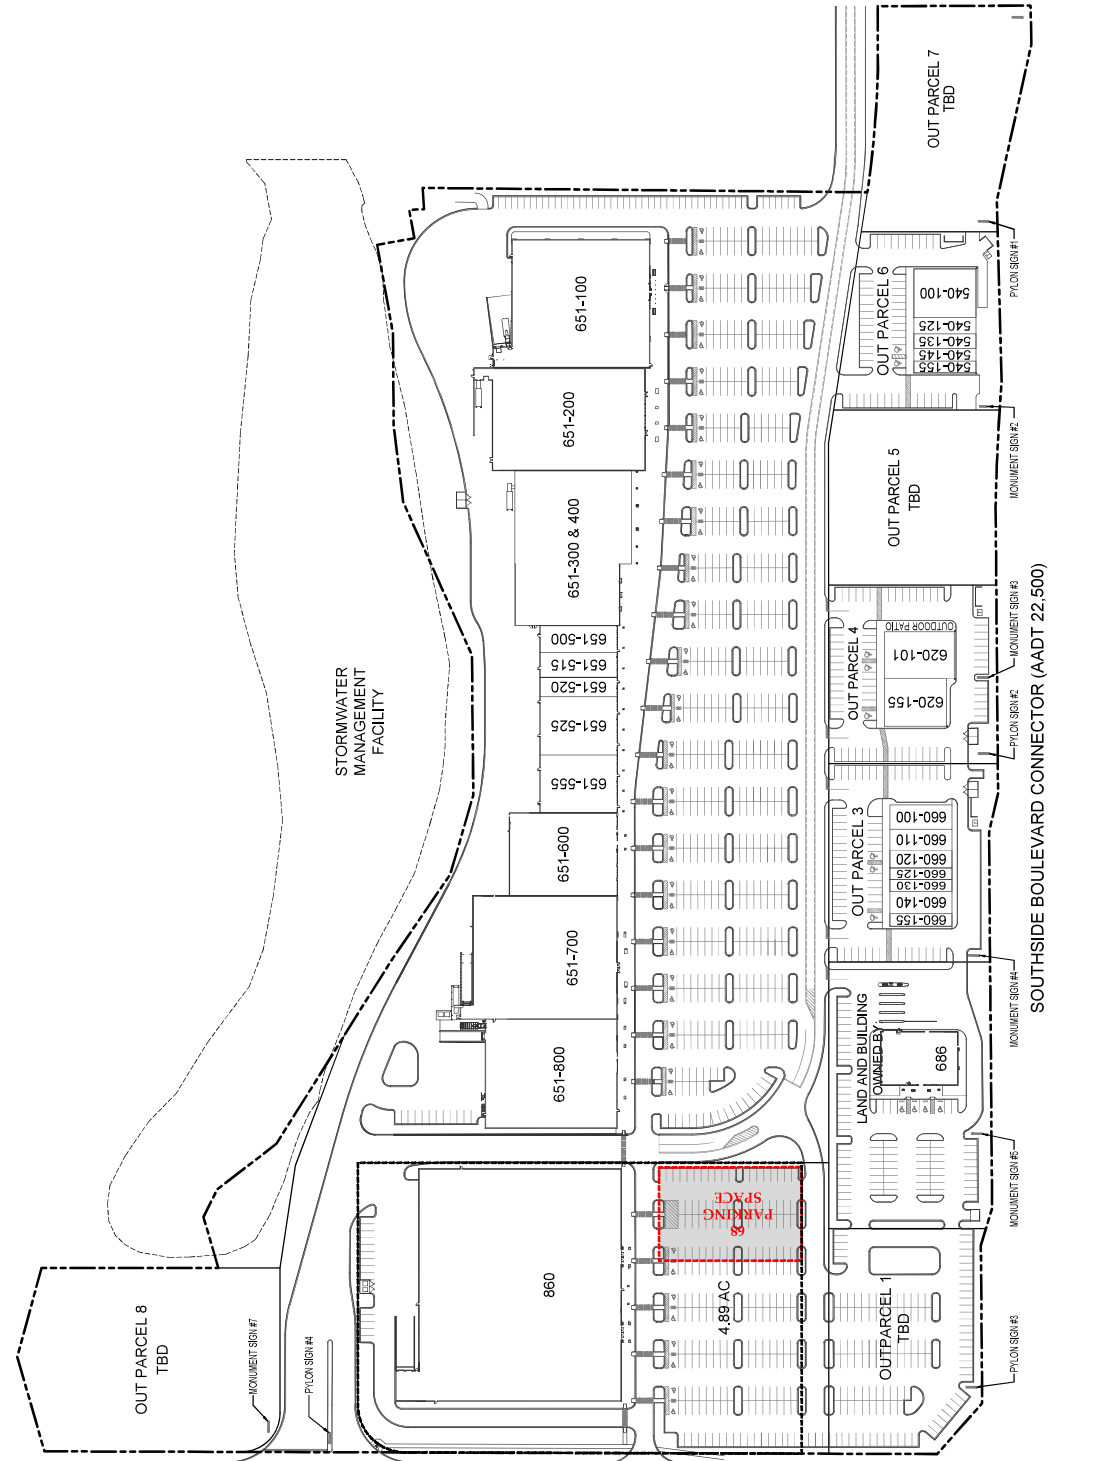 OUT PARCEL 7
TBD
PYLON SIGN #1
OUT PARCEL 6
540-100
540-125
540-135
540-145
540-155
MONUMENT SIGN #2
651-100
651-200
651-300 & 400
651-500
651-515
651-520
651-525
651-555
651-600
651-700
651-800
OUT PARCEL 5
TBD
MONUMENT SIGN #3
OUT PARCEL 4
OUTDOOR PATIO
620-101
620-155
PYLON SIGN #2
STORMWATER
MANAGEMENT
FACILITY
SOUTHSIDE BOULEVARD CONNECTOR (AADT 22,500)
OUT PARCEL 3
660-100
660-110
660-120
660-125
660-130
660-140
660-155
MONUMENT SIGN #4
LAND AND BUILDING
OWNED BY
686
MONUMENT SIGN #5
68
PARKING
SPACE
860
4.89 AC
OUTPARCEL 1
TBD
PYLON SIGN #3
OUT PARCEL 8
TBD
MONUMENT SIGN #7
PYLON SIGN #4